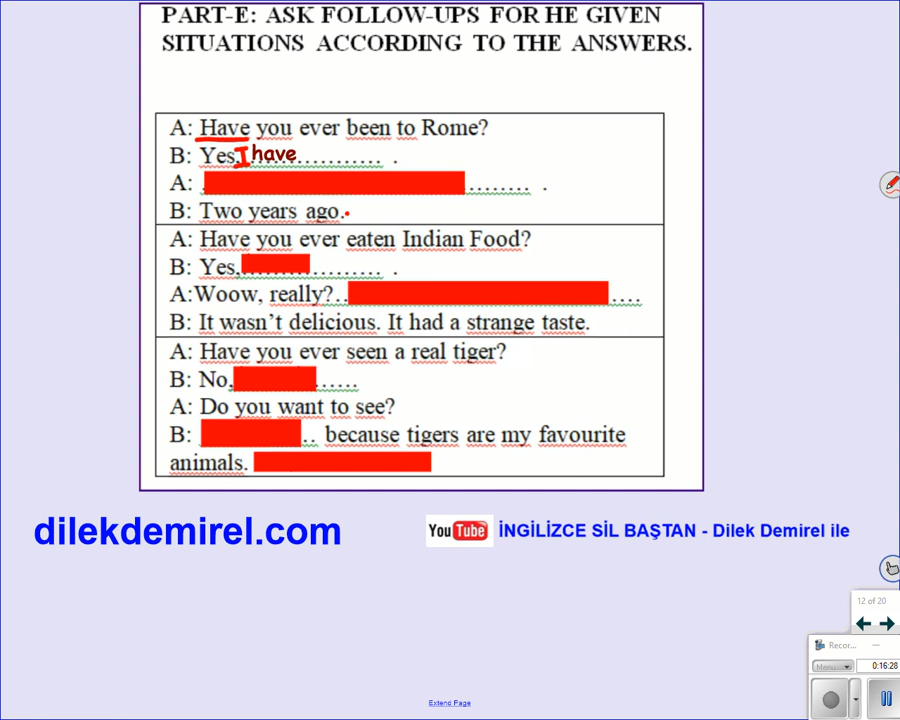 PART-E: ASK FOLLOW-UPS FOR HE GIVEN
SITUATIONS ACCORDING TO THE ANSWERS.
A: Have you ever been to Rome?
B: Yes, I have............ .
A: .......... .
B: Two years ago.
A: Have you ever eaten Indian Food?
B: Yes,............ .
A:Woow, really?......
B: It wasn't delicious. It had a strange taste.
A: Have you ever seen a real tiger?
B: No,......
A: Do you want to see?
B: .. because tigers are my favourite
animals.
dilekdemirel.com
YouTube İNGİLİZCE SİL BAŞTAN - Dilek Demirel ile
12 of 20
Recor...
Menu
0:16:28
Extend Page